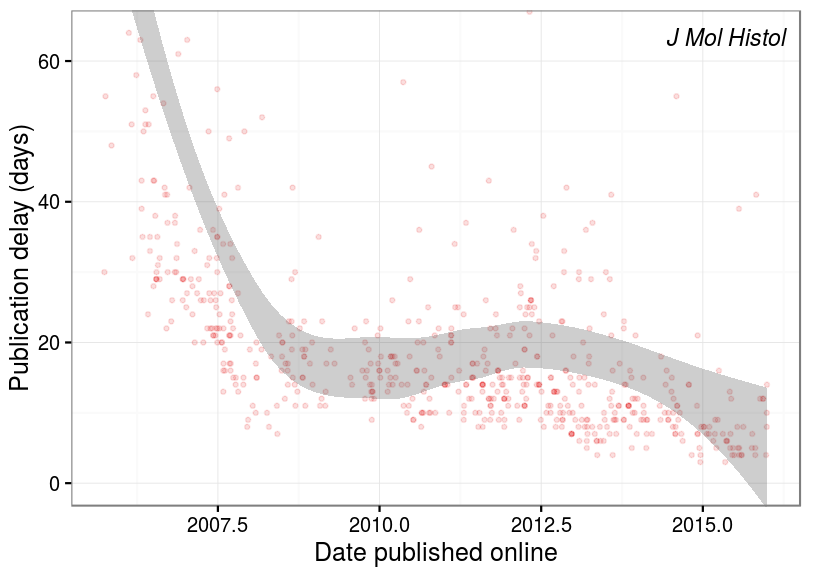 J Mol Histol
Publication delay (days)
60
40
20
0
2007.5 2010.0 2012.5 2015.0
Date published online